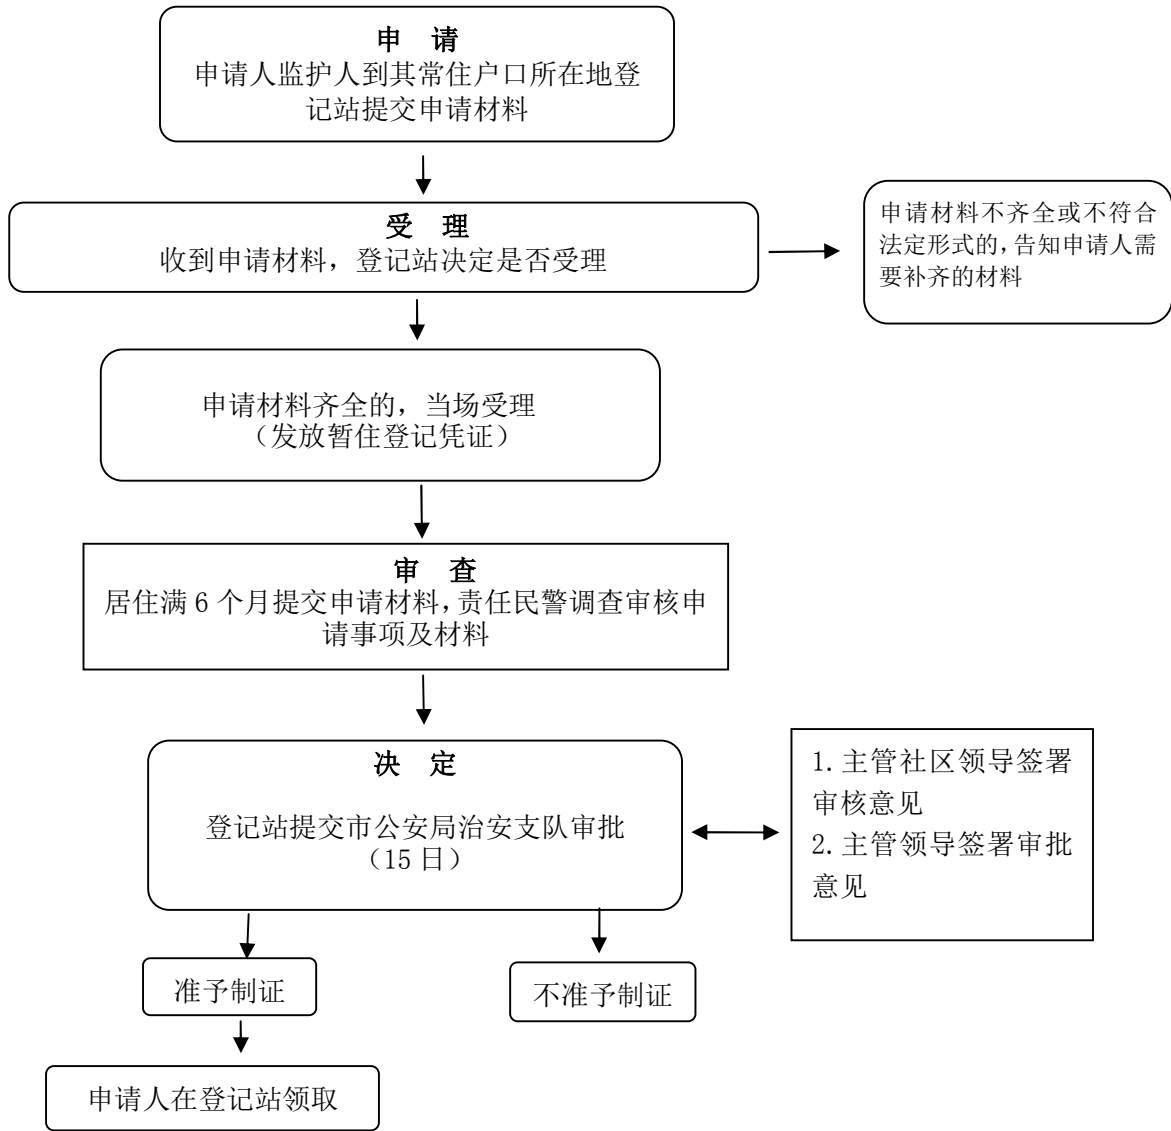 申 请
申请人监护人到其常住户口所在地登
记站提交申请材料
受 理
收到申请材料，登记站决定是否受理
申请材料不齐全或不符合
法定形式的，告知申请人需
要补齐的材料
申请材料齐全的，当场受理
（发放暂住登记凭证）
审 查
居住满 6 个月提交申请材料，责任民警调查审核申
请事项及材料
决 定
登记站提交市公安局治安支队审批
（15 日）
1. 主管社区领导签署
审核意见
2. 主管领导签署审批
意见
准予制证
不准予制证
申请人在登记站领取